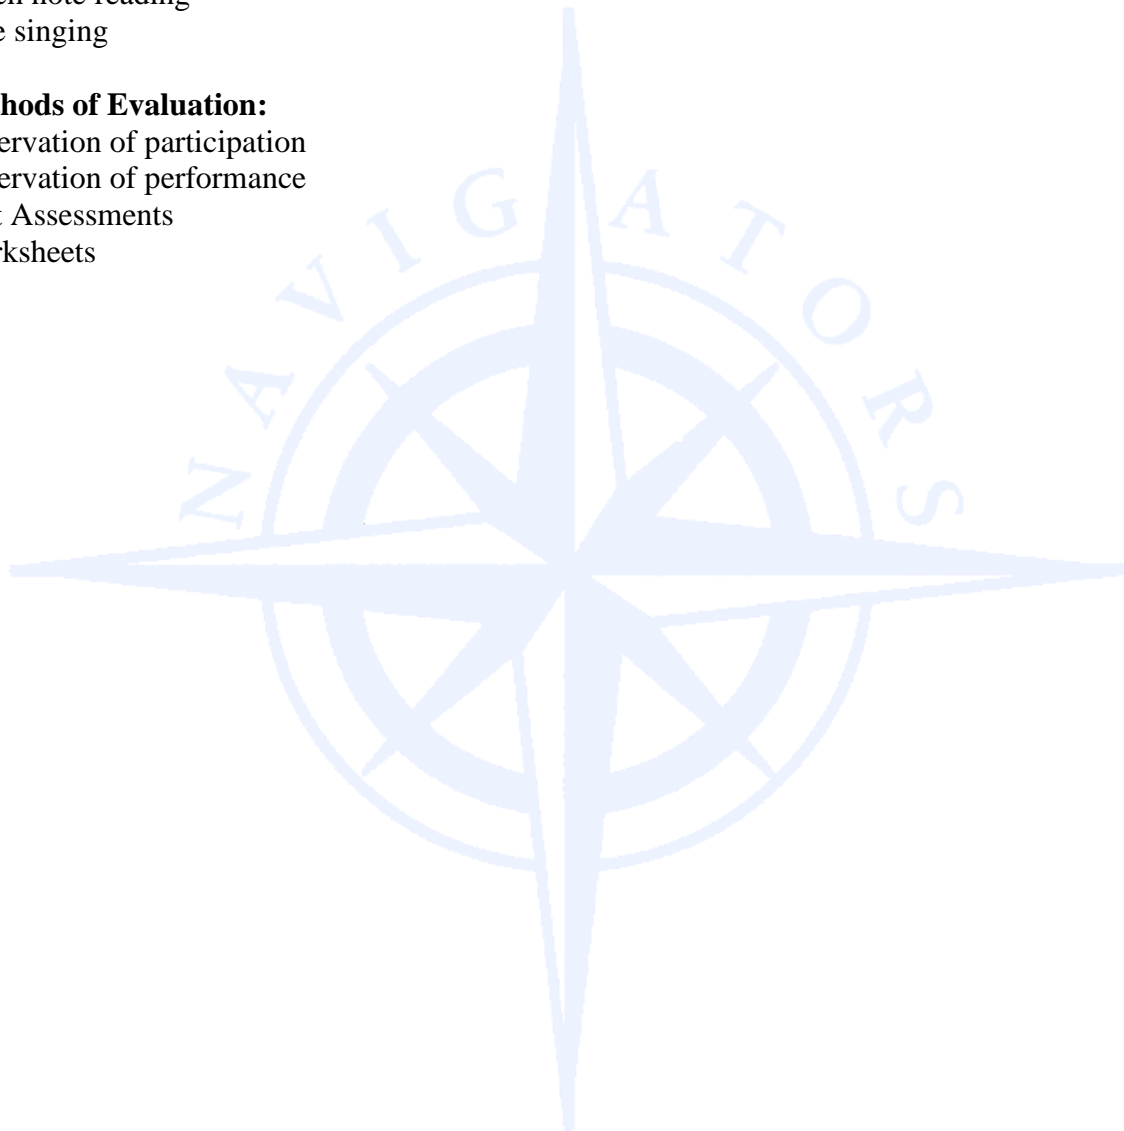 note reading
singing
hods of Evaluation:
ervation of participation
ervation of performance
Assessments
rksheets
NAVIGATORS